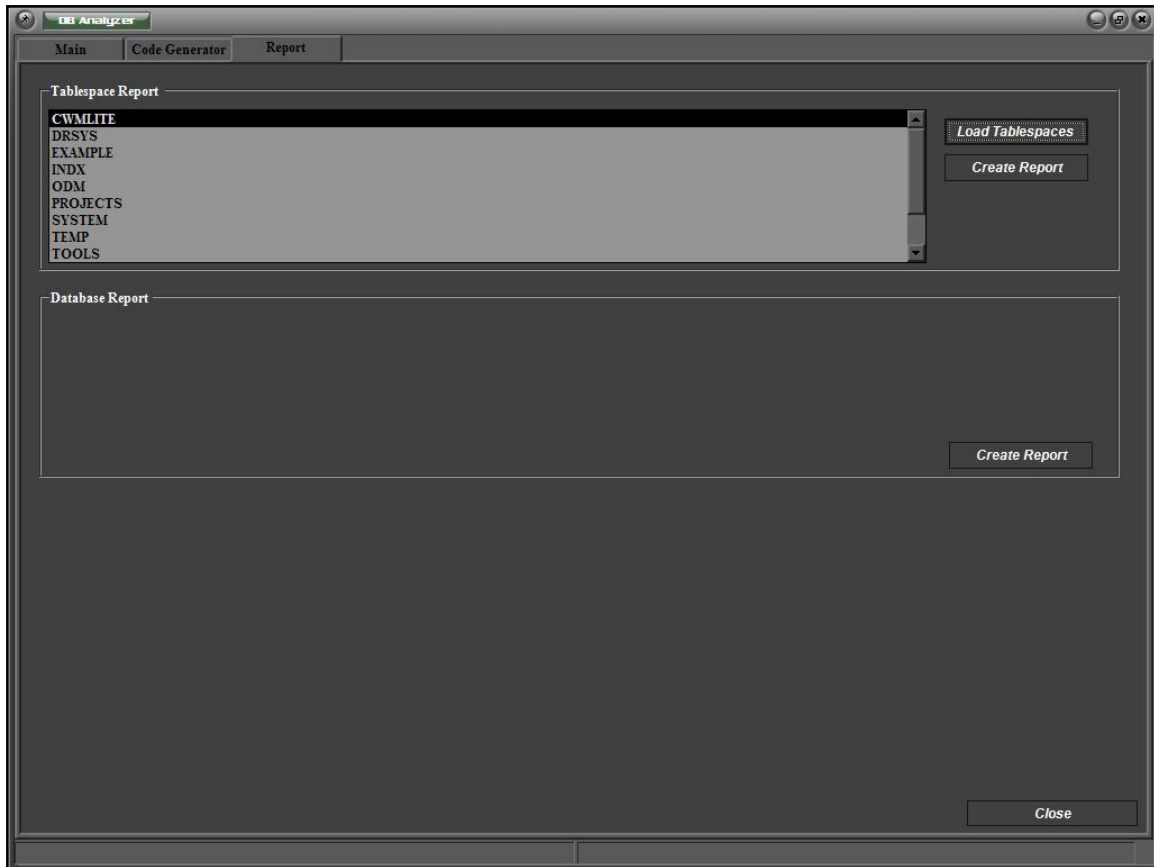 DB Analyzer
Main Code Generator Report
Tablespace Report
CWMLITE
DRSYS
EXAMPLE
INDX
ODM
PROJECTS
SYSTEM
TEMP
TOOLS
Load Tablespaces
Create Report
Database Report
Create Report
Close